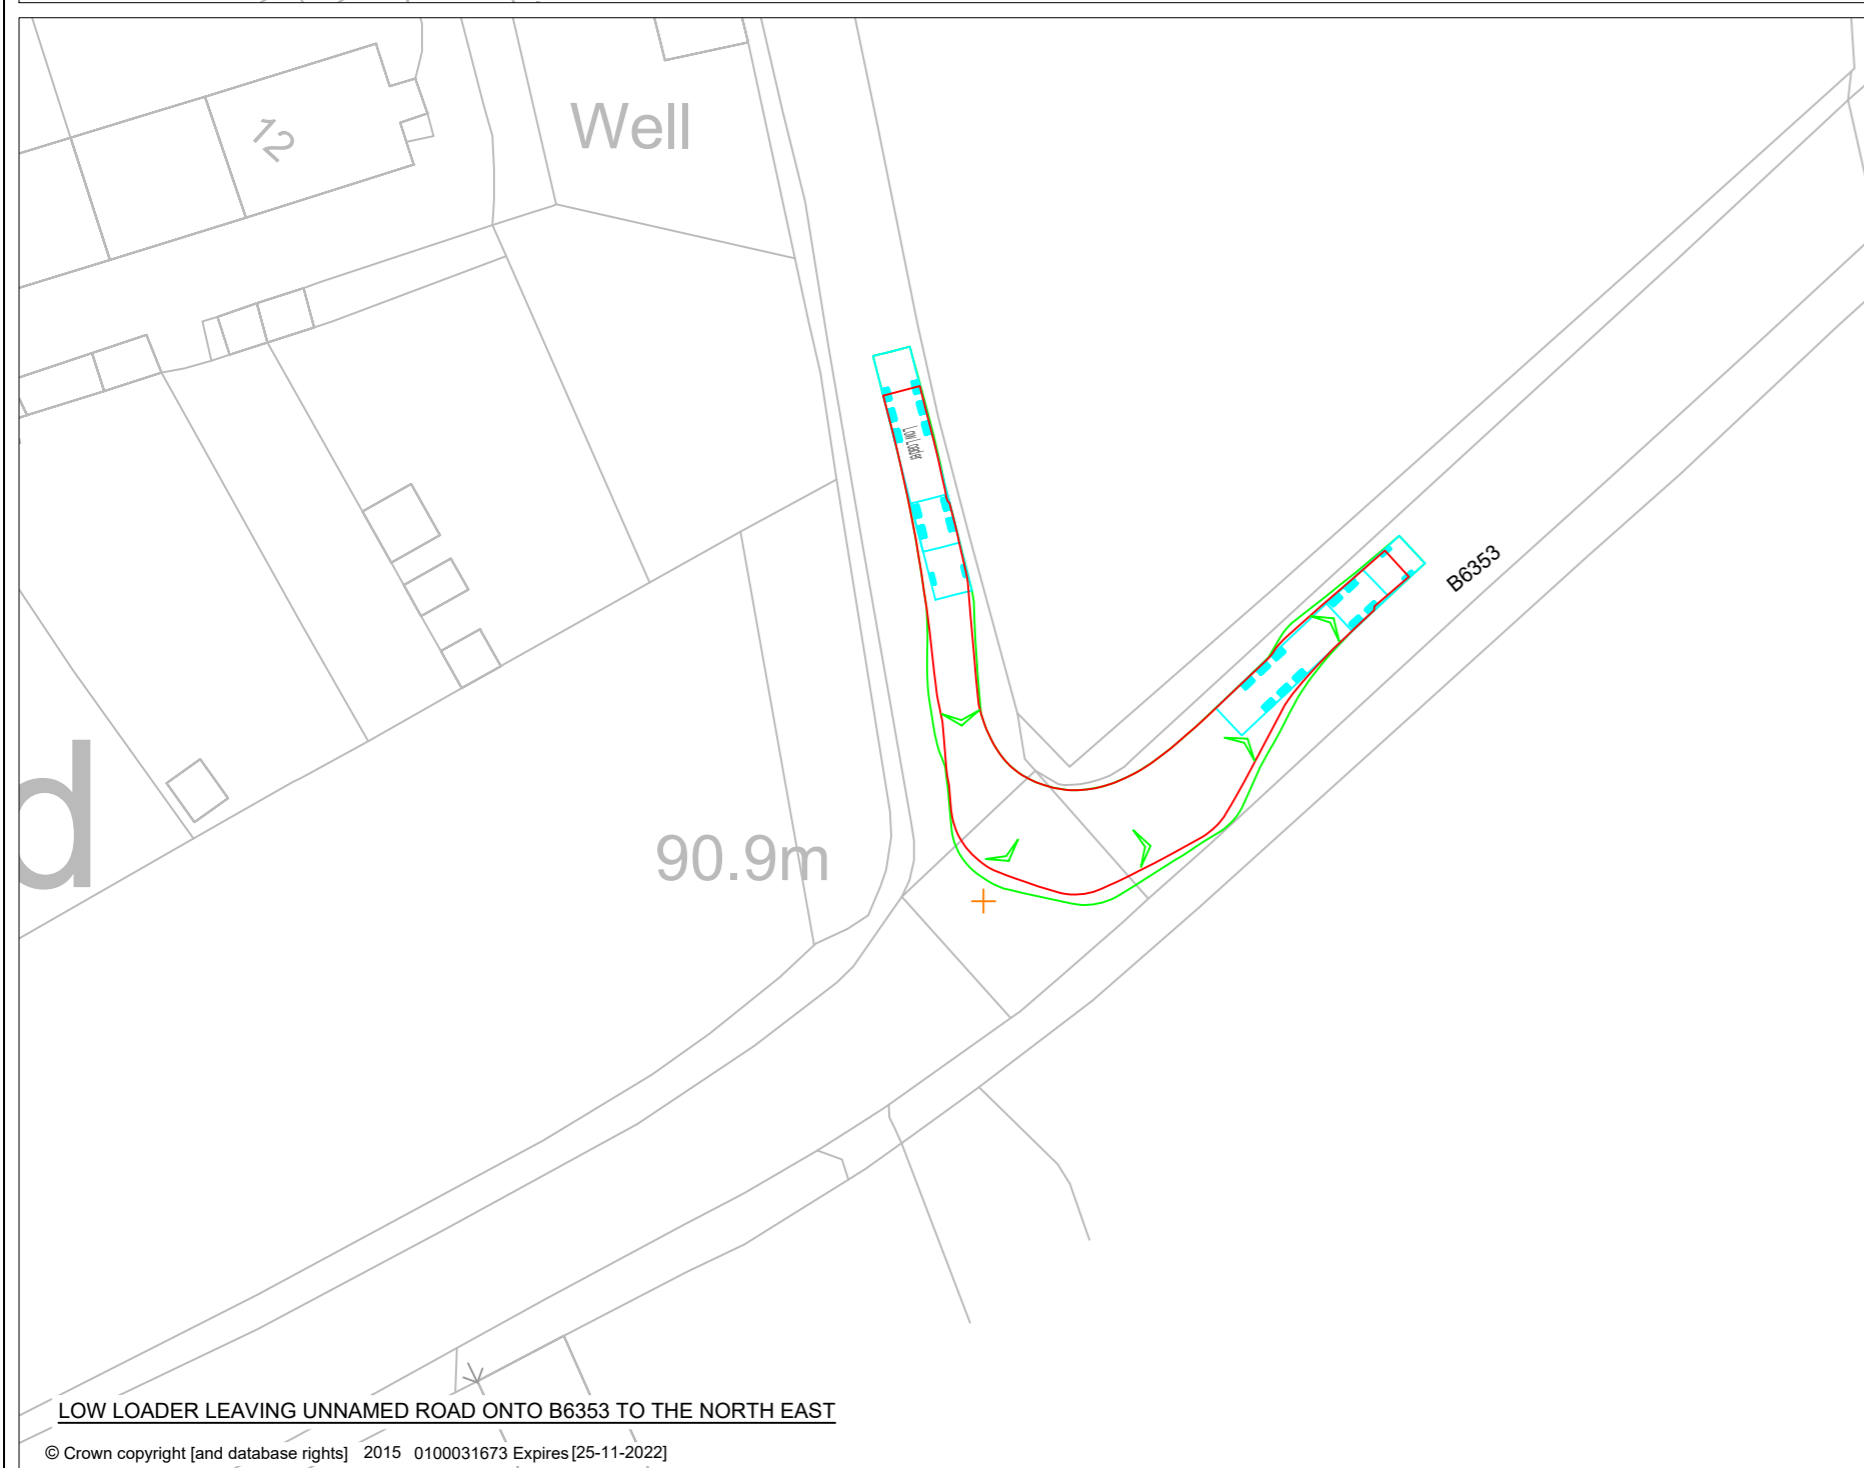 12
Well
Low Loader
B6353
d
90.9m
LOW LOADER LEAVING UNNAMED ROAD ONTO B6353 TO THE NORTH EAST
© Crown copyright [and database rights] 2015 0100031673 Expires [25-11-2022]